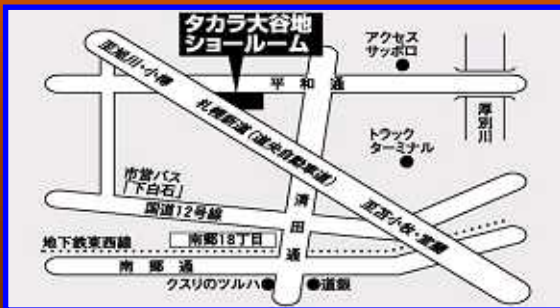 タカラ大谷地
ショールーム
アクセス
サッポロ
至旭川・小樽
平和通
札幌新道(道央自動車道)
厚別川
トラック
ターミナル
市営バス
「下白石」
国道12号線
清田通
至苫小牧・室蘭
地下鉄東西線
南郷18丁目
南郷通
クスリのツルハ
道銀